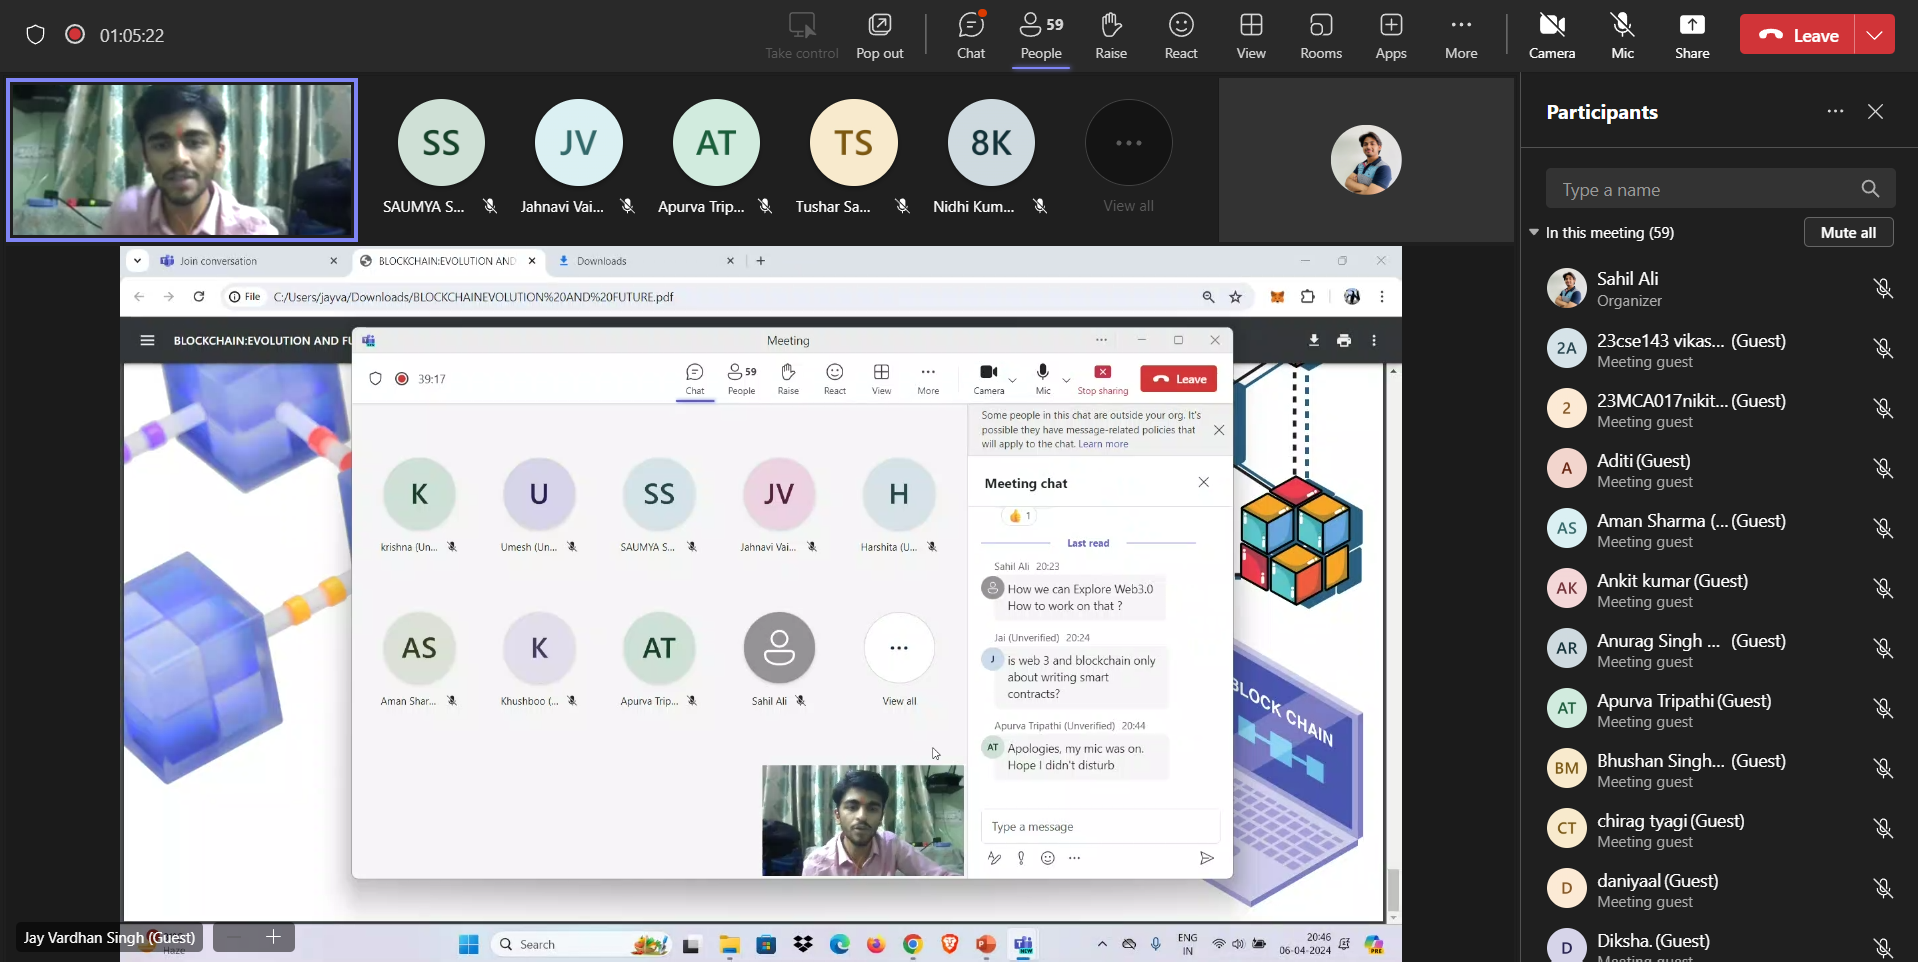 01:05:22
Take control
Pop out
Chat
People
59
Raise
React
View
Rooms
Apps
More
Camera
Mic
Share
Leave
SS
SAUMYA S...
JV
Jahnavi Vai...
AT
Apurva Trip...
TS
Tushar Sa...
8K
Nidhi Kum...
View all
Participants
Type a name
In this meeting (59)
Mute all
Sahil Ali
Organizer
2A
23cse143 vikas... (Guest)
Meeting guest
2
23MCA017nikit... (Guest)
Meeting guest
A
Aditi (Guest)
Meeting guest
AS
Aman Sharma (... (Guest)
Meeting guest
AK
Ankit kumar (Guest)
Meeting guest
AR
Anurag Singh ... (Guest)
Meeting guest
AT
Apurva Tripathi (Guest)
Meeting guest
BM
Bhushan Singh... (Guest)
Meeting guest
CT
chirag tyagi (Guest)
Meeting guest
D
daniyaal (Guest)
Meeting guest
D
Diksha. (Guest)
Meeting guest
Join conversation
BLOCKCHAIN:EVOLUTION AND
Downloads
File
C:/Users/jayva/Downloads/BLOCKCHAINEVOLUTION%20AND%20FUTURE.pdf
BLOCKCHAIN:EVOLUTION AND FU
Meeting
39:17
Chat
People
59
Raise
React
View
More
Camera
Mic
Stop sharing
Leave
K
krishna (Un...
U
Umesh (Un...
SS
SAUMYA S...
JV
Jahnavi Vai...
H
Harshita (U...
AS
Aman Shar...
K
Khushboo (...
AT
Apurva Trip...
Sahil Ali
View all
Some people in this chat are outside your org. It's
possible they have message-related policies that
will apply to the chat. Learn more
Meeting chat
1
Last read
Sahil Ali 20:23
How we can Explore Web3.0
How to work on that ?
Jai (Unverified) 20:24
J
is web 3 and blockchain only
about writing smart
contracts?
Apurva Tripathi (Unverified) 20:44
AT
Apologies, my mic was on.
Hope I didn't disturb
Type a message
BLOCK CHAIN
Jay Vardhan Singh (Guest)
Haze
Search
NEW
ENG
IN
20:46
06-04-2024
PRE